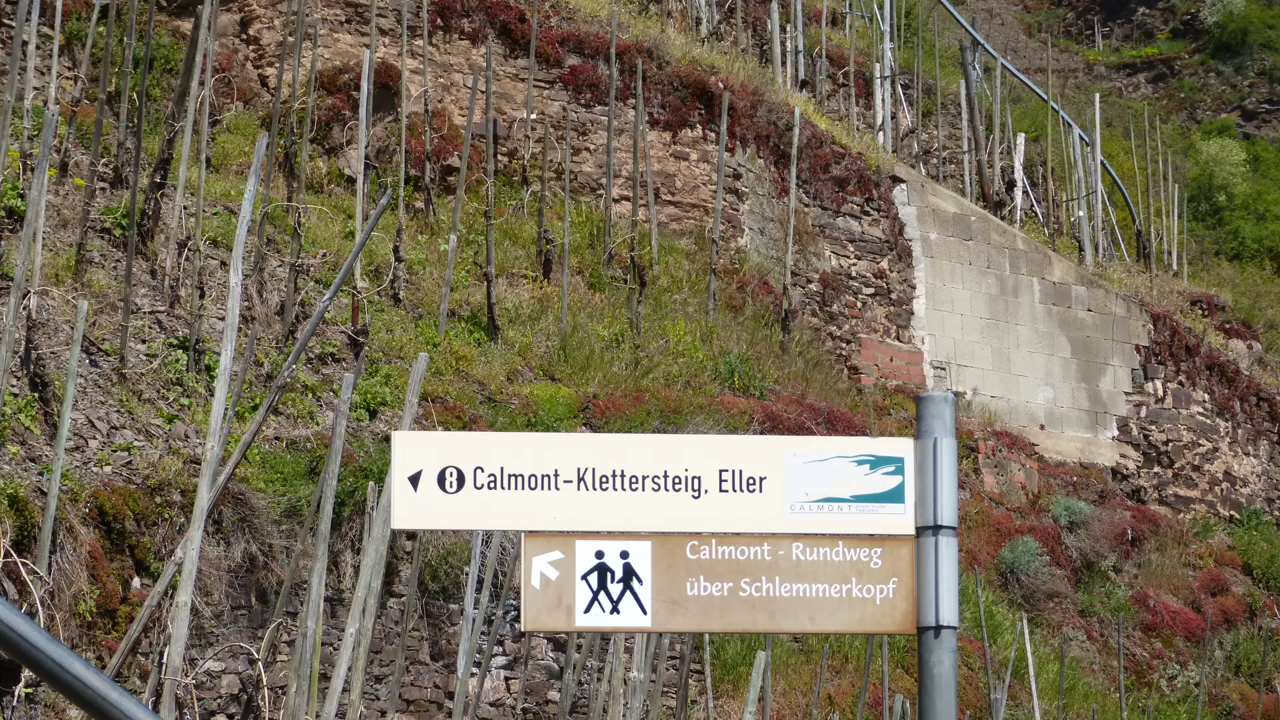 8 Calmont-Klettersteig, Eller
CALMONT
Calmont - Rundweg
über Schlemmerkopf